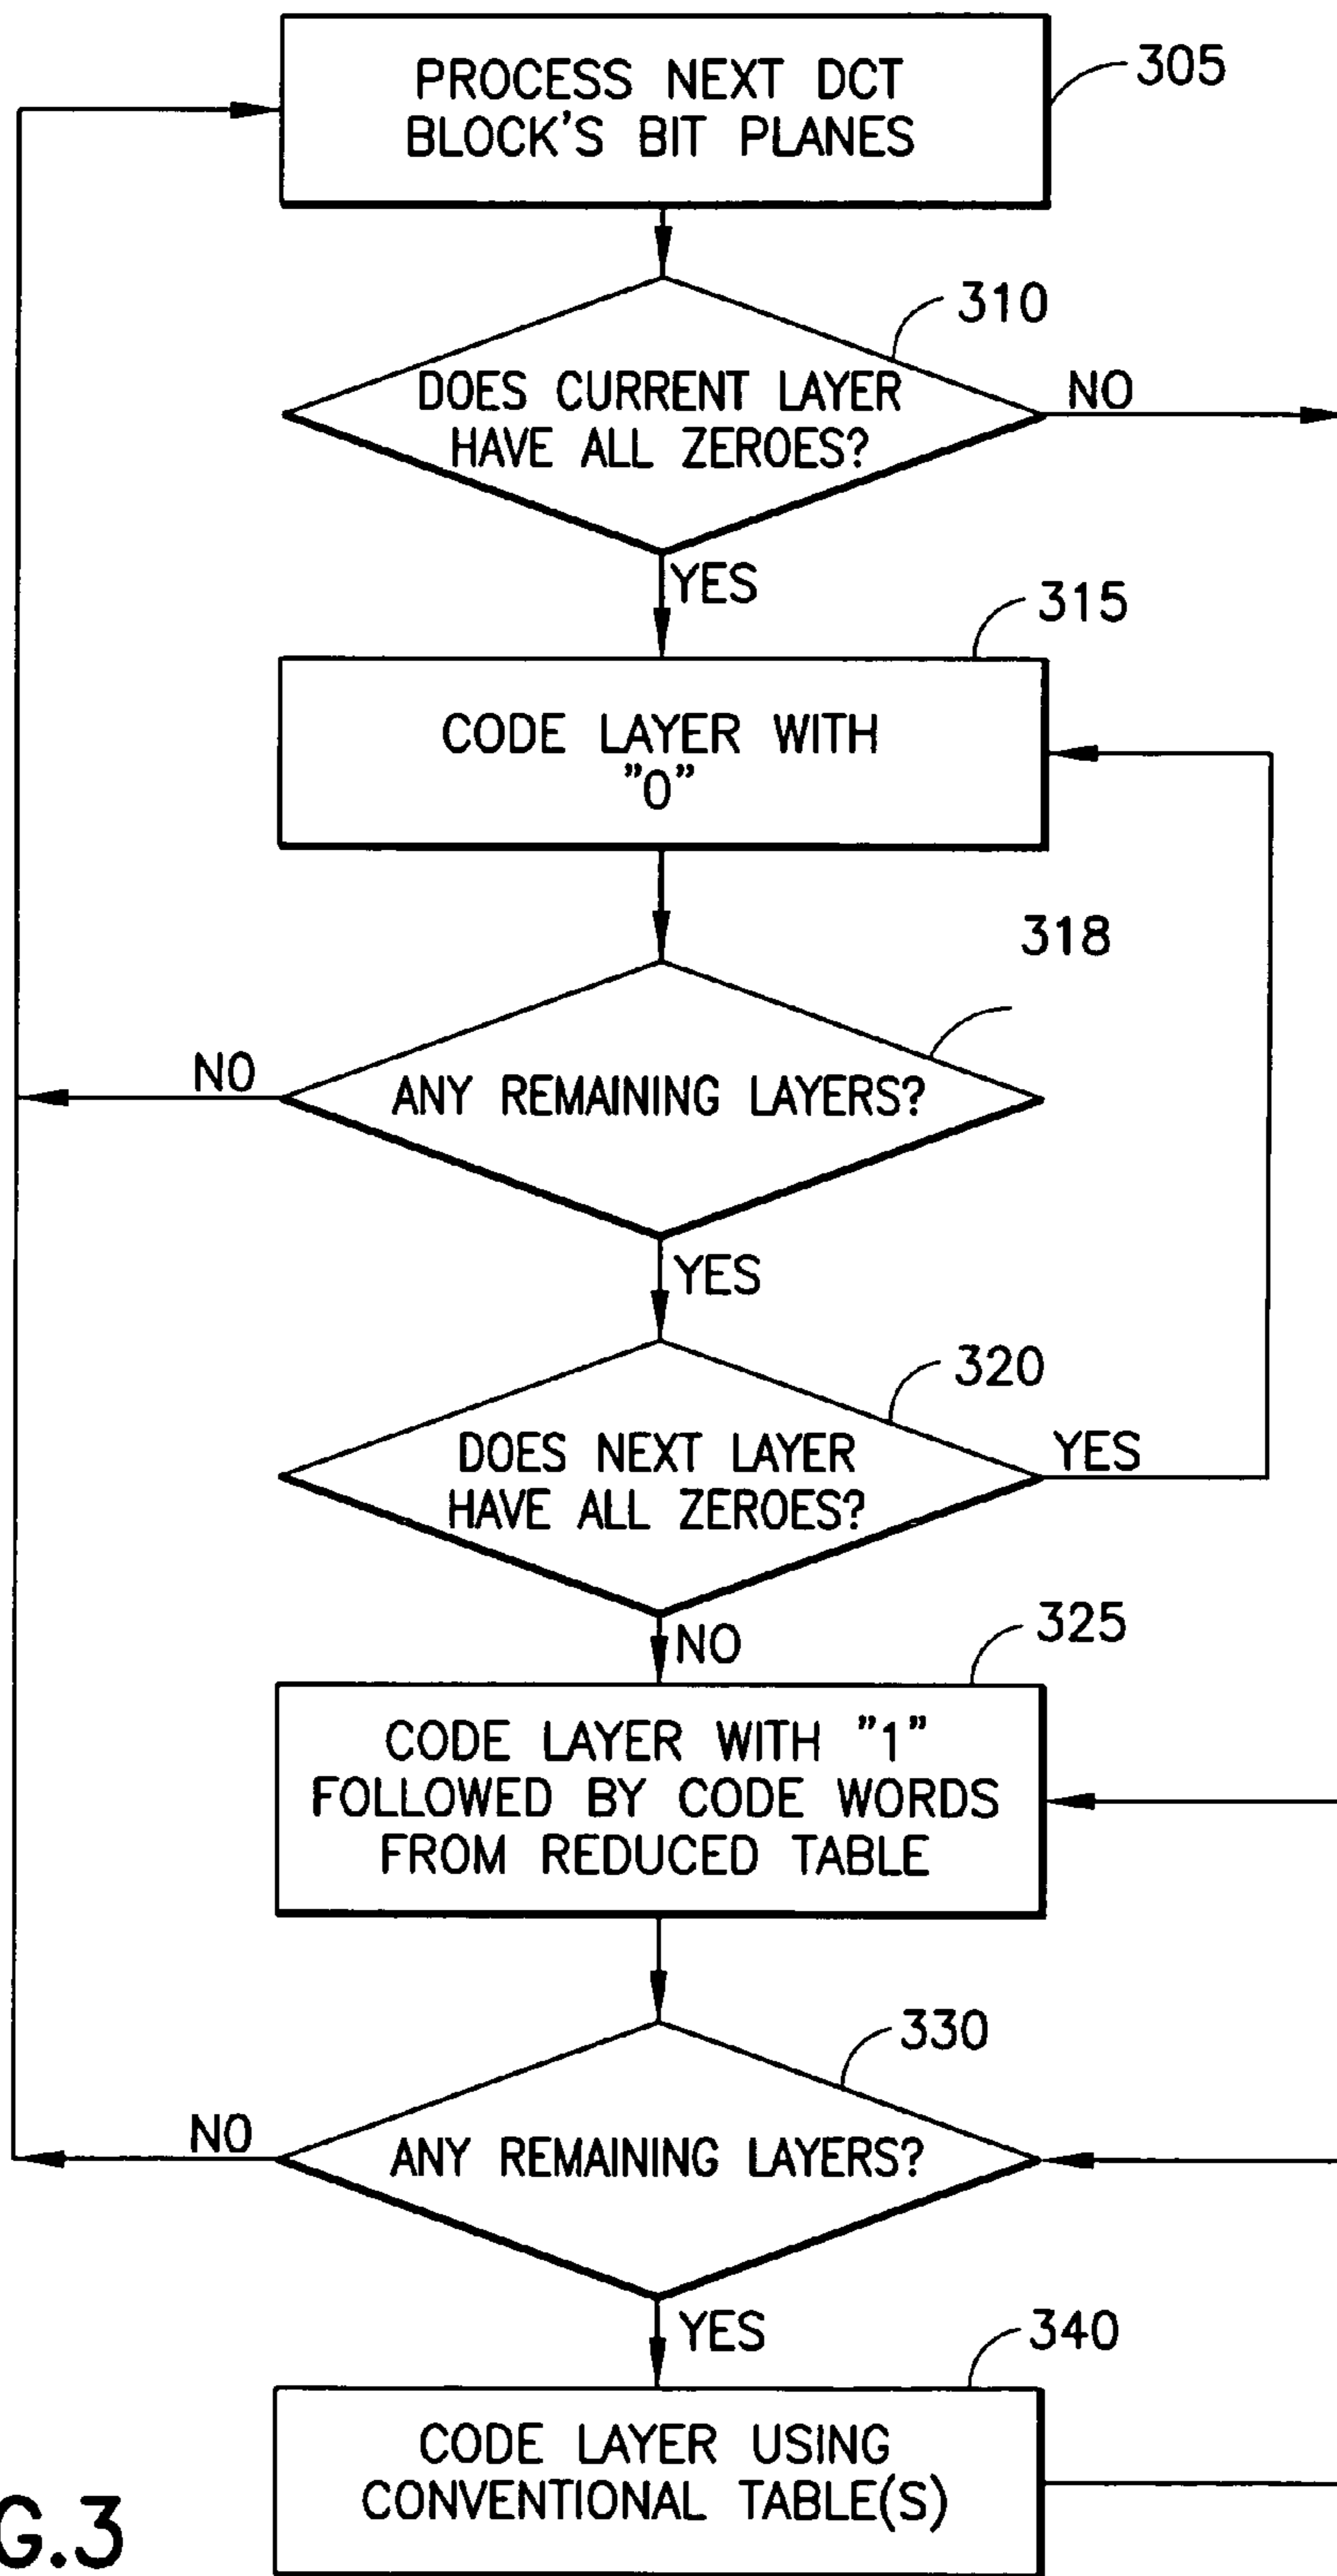 PROCESS NEXT DCT
BLOCK'S BIT PLANES
305
310
DOES CURRENT LAYER
HAVE ALL ZEROES?
NO
YES
315
CODE LAYER WITH
"0"
318
NO
ANY REMAINING LAYERS?
YES
320
DOES NEXT LAYER
HAVE ALL ZEROES?
YES
NO
325
CODE LAYER WITH "1"
FOLLOWED BY CODE WORDS
FROM REDUCED TABLE
330
NO
ANY REMAINING LAYERS?
YES
340
CODE LAYER USING
CONVENTIONAL TABLE(S)
G.3